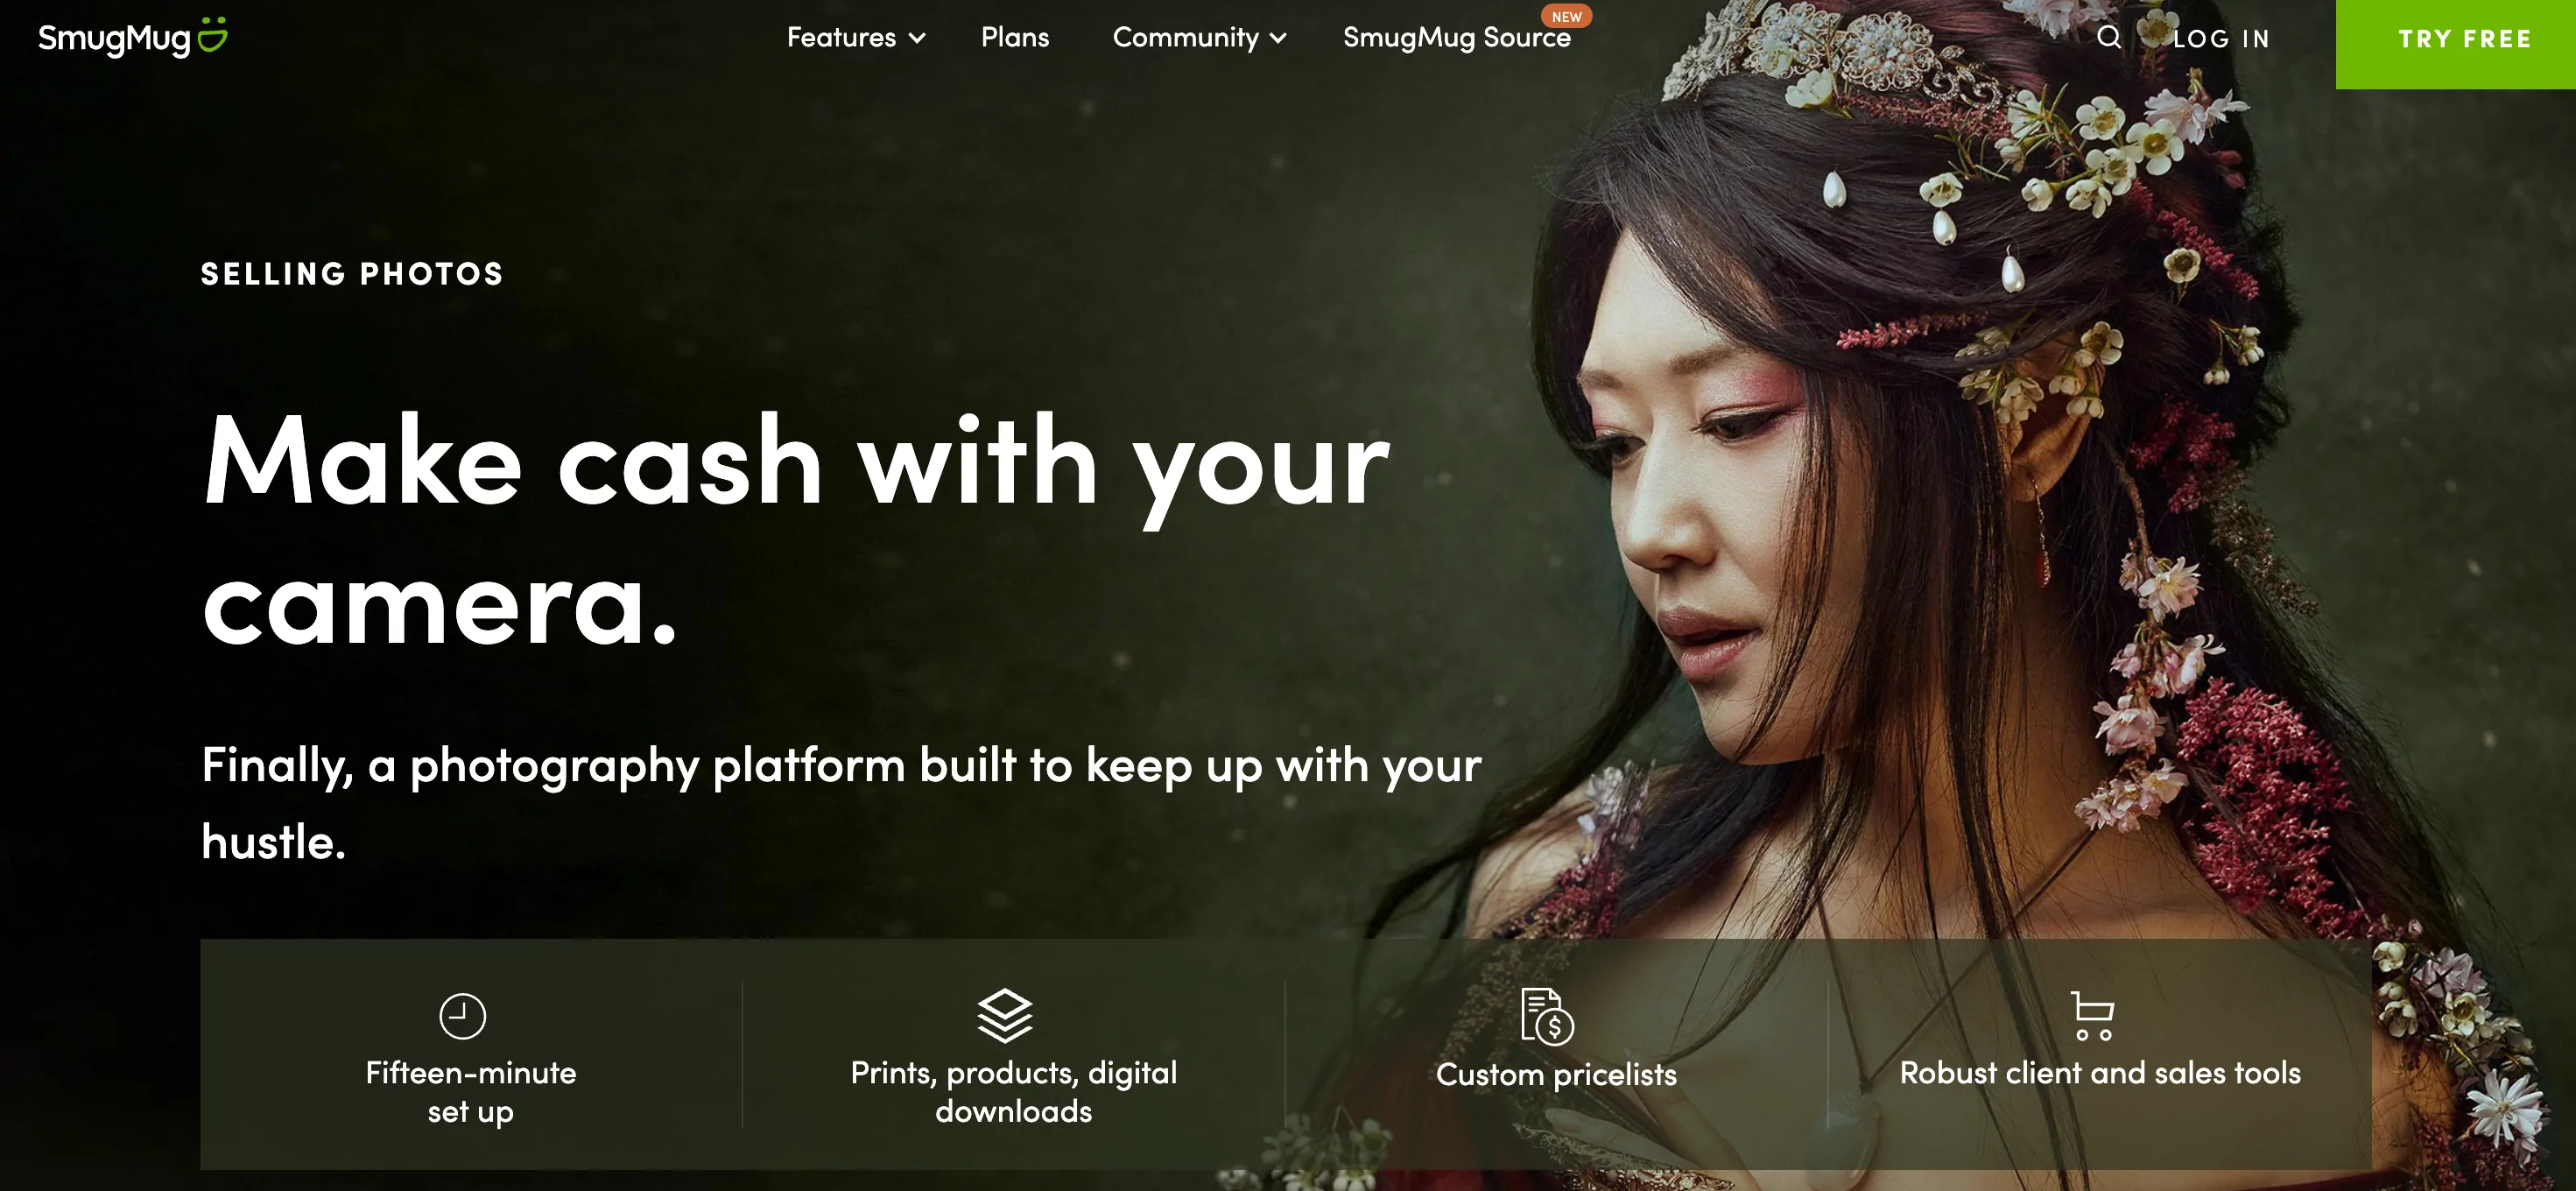 SmugMug
Features
Plans
Community
SmugMug Source
NEW
LOG IN
TRY FREE
SELLING PHOTOS
Make cash with your
camera.
Finally, a photography platform built to keep up with your
hustle.
Fifteen-minute
set up
Prints, products, digital
downloads
$
Custom pricelists
Robust client and sales tools